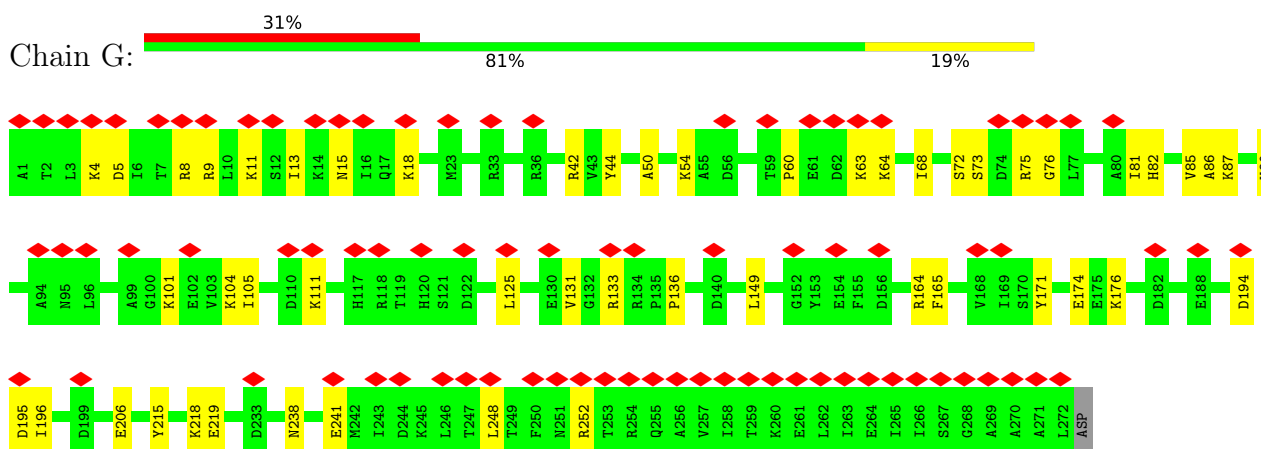 31%
Chain G:
81% 19%
A1 T2 L3 K4 D5 I6 T7 R8 R9 L10 K11 S12 I13 K14 N15 I16 Q17 K18 M23 R33 R36 R42 V43 Y44 A50 K54 A55 D56 T59 P60 E61 D62 K63 K64 I68 S72 S73 D74 R75 G76 L77 A80 I81 H82 V85 A86 K87
A94 N95 L96 A99 G100 K101 E102 V103 K104 I105 D110 K111 H117 R118 T119 H120 S121 D122 L125 E130 V131 G132 R133 R134 P135 P136 D140 L149 G152 Y153 E154 F155 D156 R164 F165 V168 I169 S170 Y171 E174 E175 K176 D182 E188 D194
D195 I196 D199 E206 Y215 K218 E219 D233 N238 E241 M242 I243 D244 K245 L246 T247 L248 T249 F250 N251 R252 T253 R254 Q255 A256 V257 I258 T259 K260 E261 L262 I263 E264 I265 I266 S267 G268 A269 A270 A271 L272 ASP